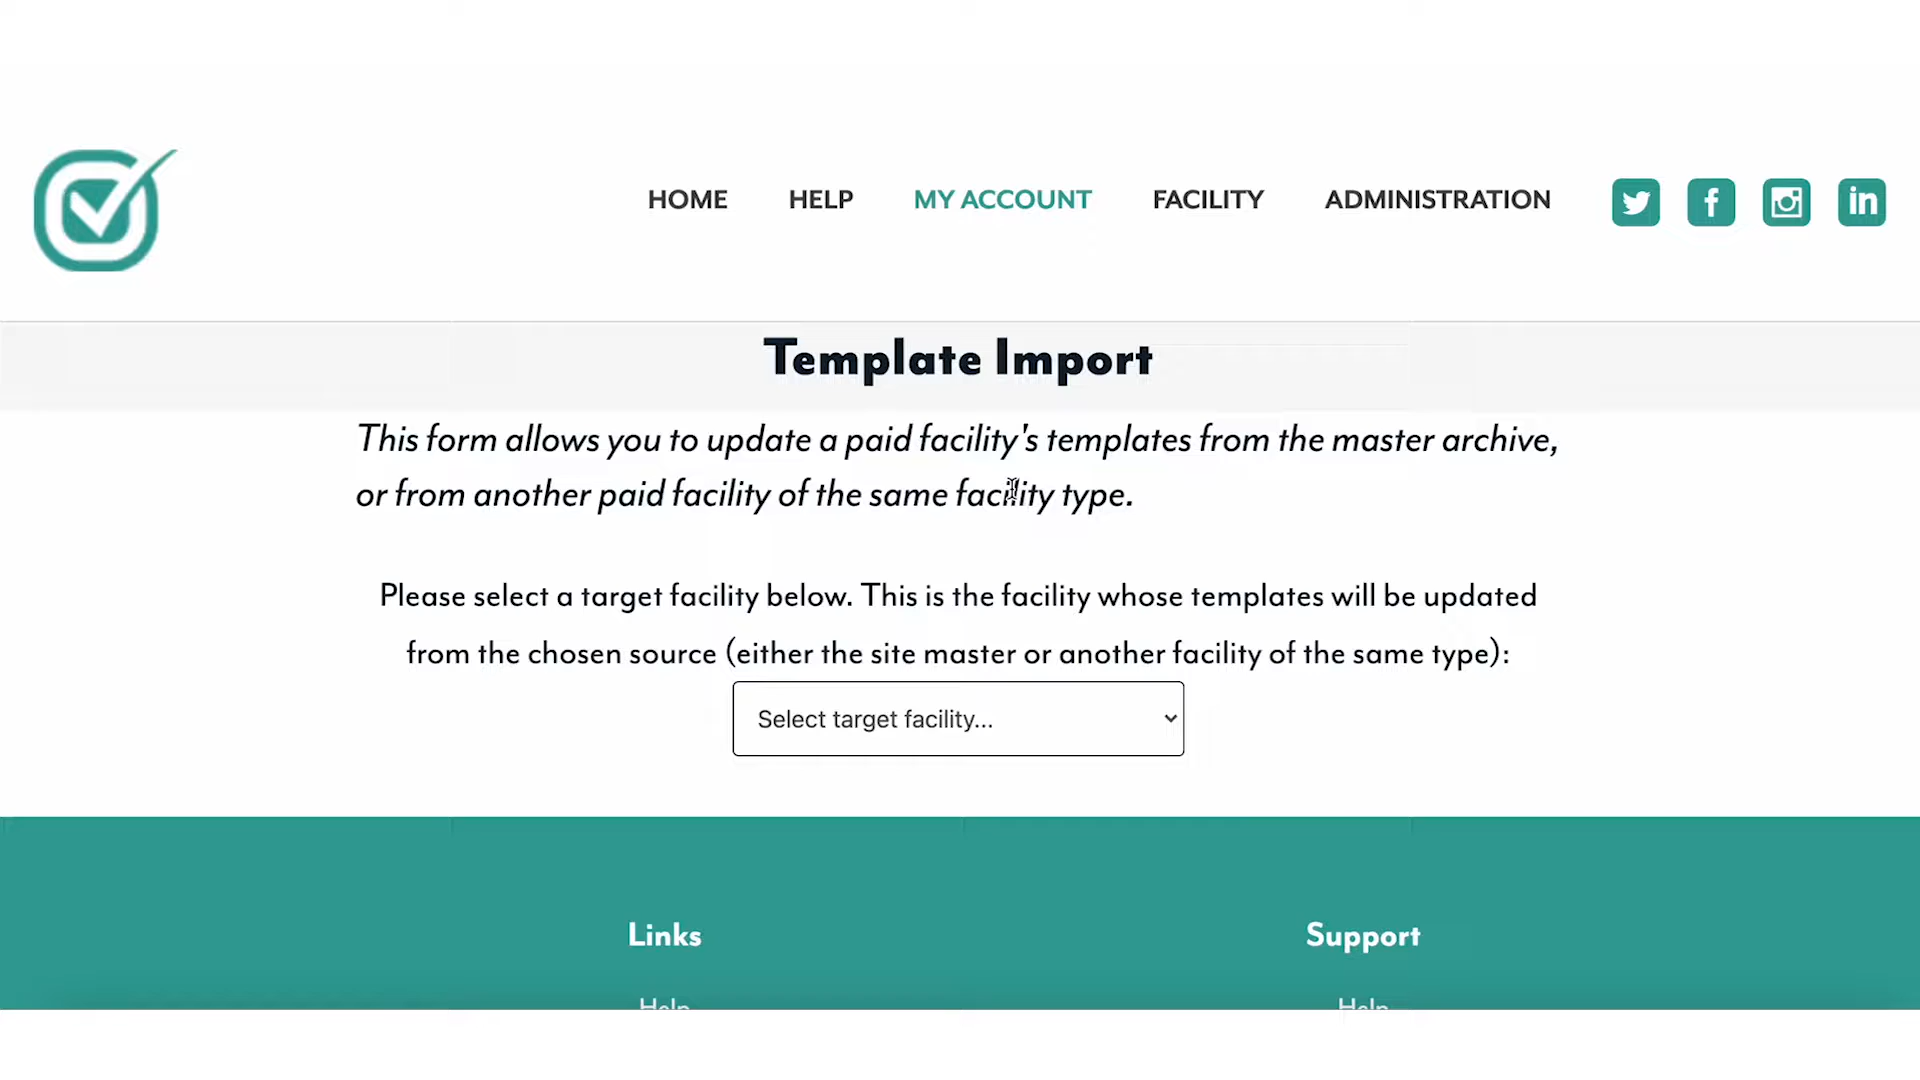 HOME HELP MY ACCOUNT FACILITY ADMINISTRATION
Template Import
This form allows you to update a paid facility's templates from the master archive,
or from another paid facility of the same facility type.
Please select a target facility below. This is the facility whose templates will be updated
from the chosen source (either the site master or another facility of the same type):
Select target facility...
Links Support
Help Help